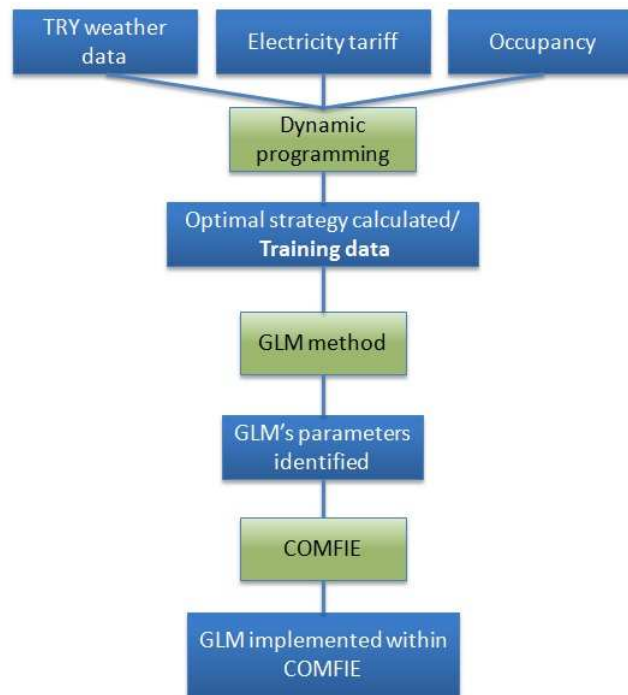 TRY weather
data
Electricity tariff
Occupancy
Dynamic
programming
Optimal strategy calculated/
Training data
GLM method
GLM's parameters
identified
COMFIE
GLM implemented within
COMFIE